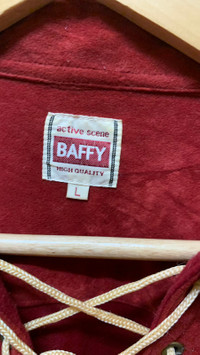 active scene
BAFFY
HIGH QUALITY
L